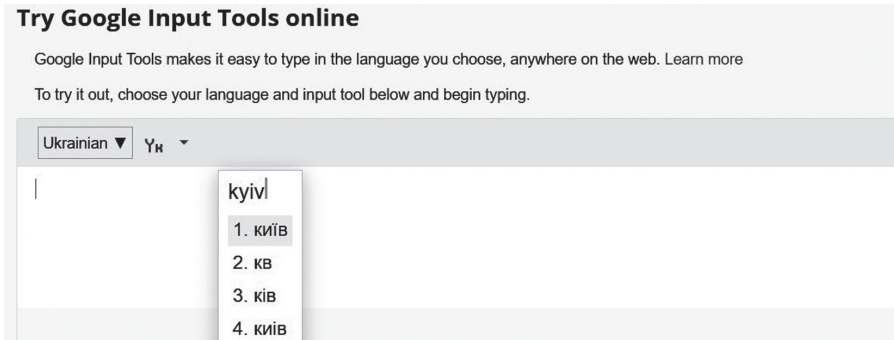 Try Google Input Tools online
Google Input Tools makes it easy to type in the language you choose, anywhere on the web. Learn more
To try it out, choose your language and input tool below and begin typing.
Ukrainian ▼ Үң
kyiv
1. київ
2. кв
3. ків
4. киів